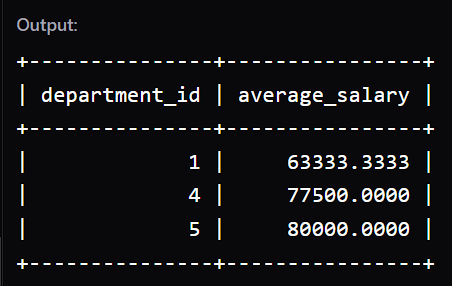 Output:
+---------------+----------------+
| department_id | average_salary |
+---------------+----------------+
|             1 |     63333.3333 |
|             4 |     77500.0000 |
|             5 |     80000.0000 |
+---------------+----------------+